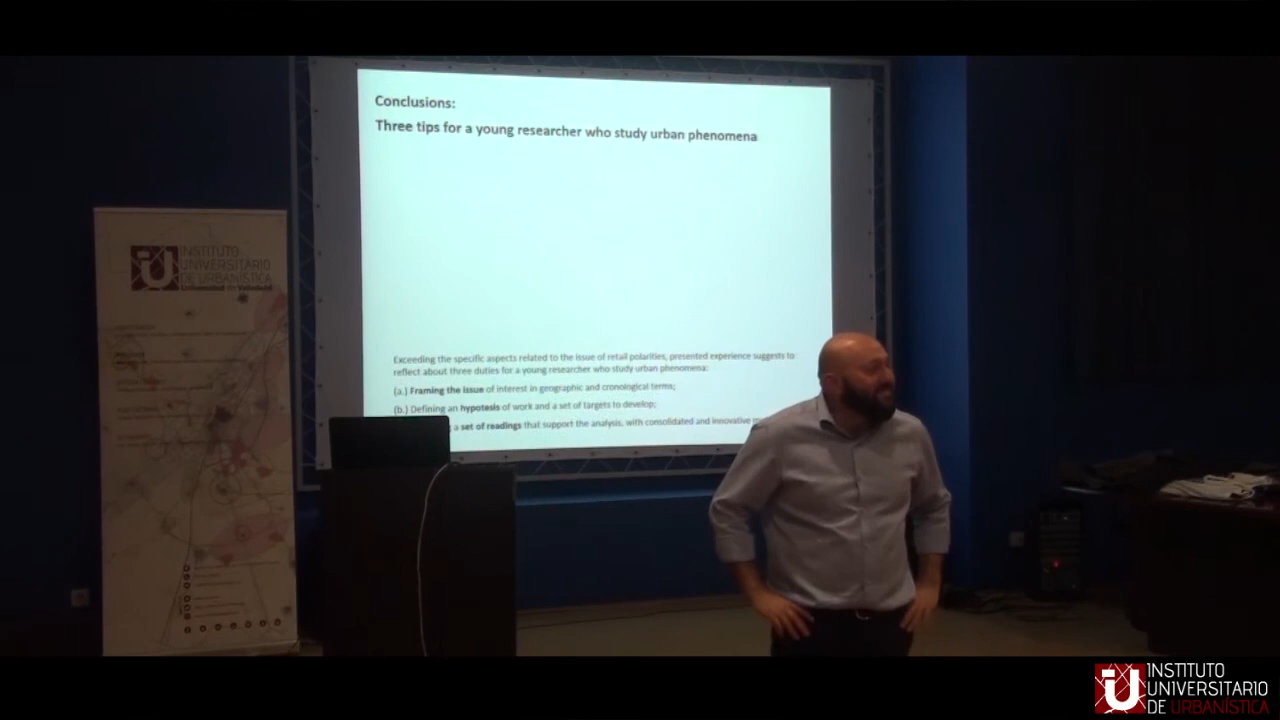 Conclusions:
Three tips for a young researcher who study urban phenomena
Exceeding the specific aspects related to the issue of retail polarities, presented experience suggests to
reflect about three duties for a young researcher who study urban phenomena:
(a.) Framing the issue of interest in geographic and cronological terms;
(b.) Defining an hypotesis of work and a set of targets to develop;
a set of readings that support the analysis, with consolidated and innovative
INSTITUTO
UNIVERSITARIO
DE URBANÍSTICA
Universidad de Valladolid
INSTITUTO
UNIVERSITARIO
DE URBANÍSTICA